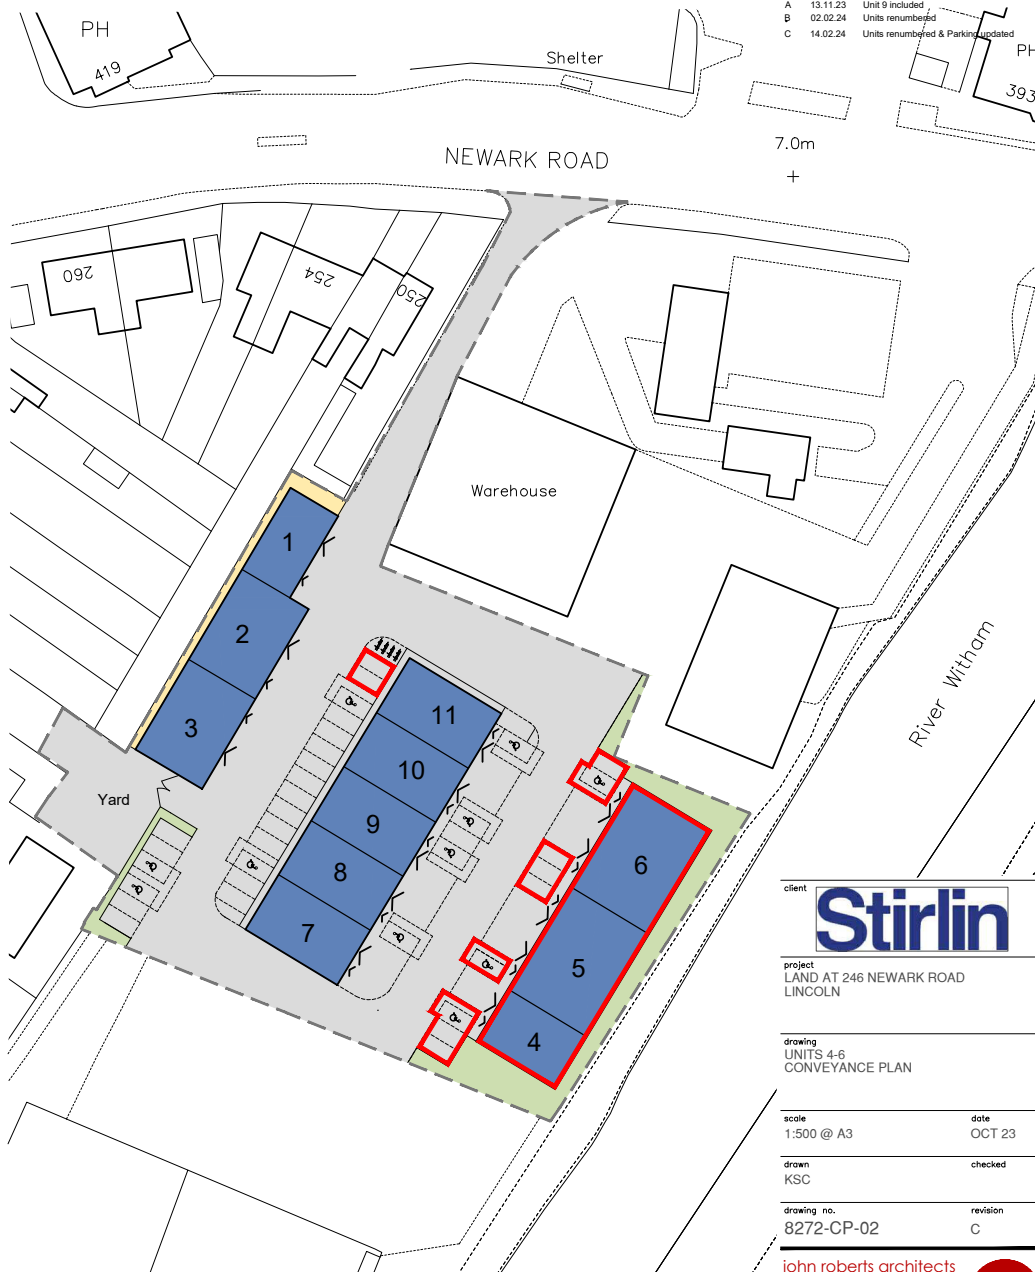 A 13.11.23 Unit 9 included
B 02.02.24 Units renumbered
C 14.02.24 Units renumbered & Parking updated
PH
419
Shelter
PH
393
NEWARK ROAD
7.0m
260
254
250
Warehouse
1
2
3
River Witham
11
10
9
8
7
6
5
4
Yard
client
Stirlin
project
LAND AT 246 NEWARK ROAD
LINCOLN
drawing
UNITS 4-6
CONVEYANCE PLAN
scale date
1:500 @ A3 OCT 23
drawn checked
KSC
drawing no. revision
8272-CP-02 C
john roberts architects